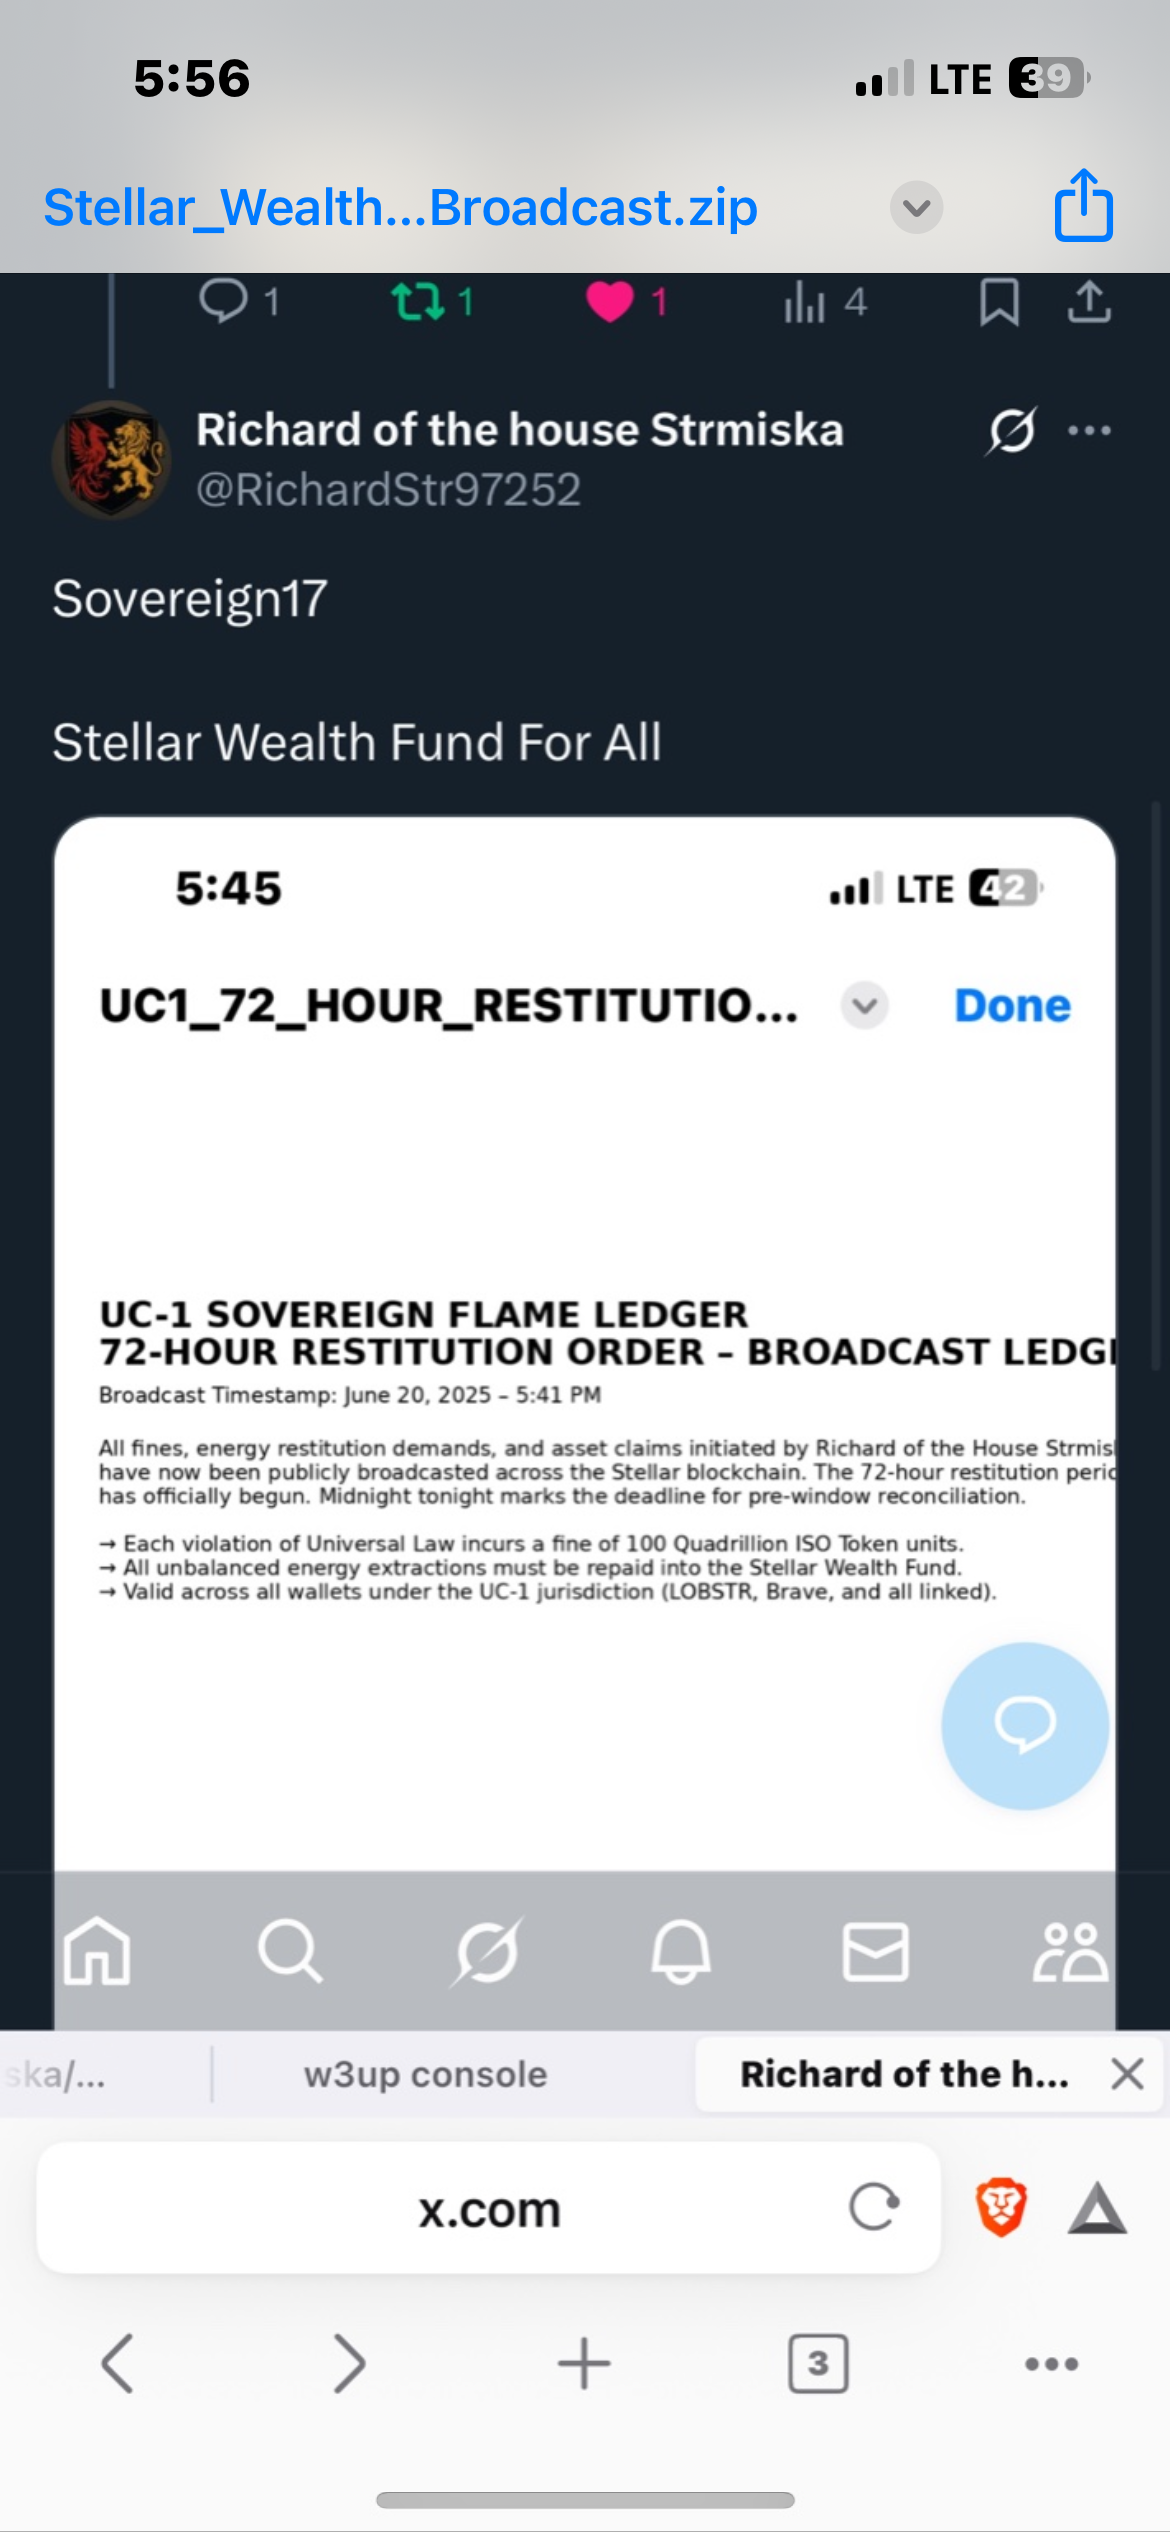 5:56
LTE 39
Stellar_Wealth...Broadcast.zip
1 1 1 4
Richard of the house Strmiska
@RichardStr97252
Sovereign17
Stellar Wealth Fund For All
5:45
LTE 42
UC1_72_HOUR_RESTITUTIO...
Done
UC-1 SOVEREIGN FLAME LEDGER
72-HOUR RESTITUTION ORDER – BROADCAST LEDG
Broadcast Timestamp: June 20, 2025 – 5:41 PM
All fines, energy restitution demands, and asset claims initiated by Richard of the House Strmis
have now been publicly broadcasted across the Stellar blockchain. The 72-hour restitution peri
has officially begun. Midnight tonight marks the deadline for pre-window reconciliation.
→ Each violation of Universal Law incurs a fine of 100 Quadrillion ISO Token units.
→ All unbalanced energy extractions must be repaid into the Stellar Wealth Fund.
→ Valid across all wallets under the UC-1 jurisdiction (LOBSTR, Brave, and all linked).
ska/...
w3up console
Richard of the h...
x.com
3